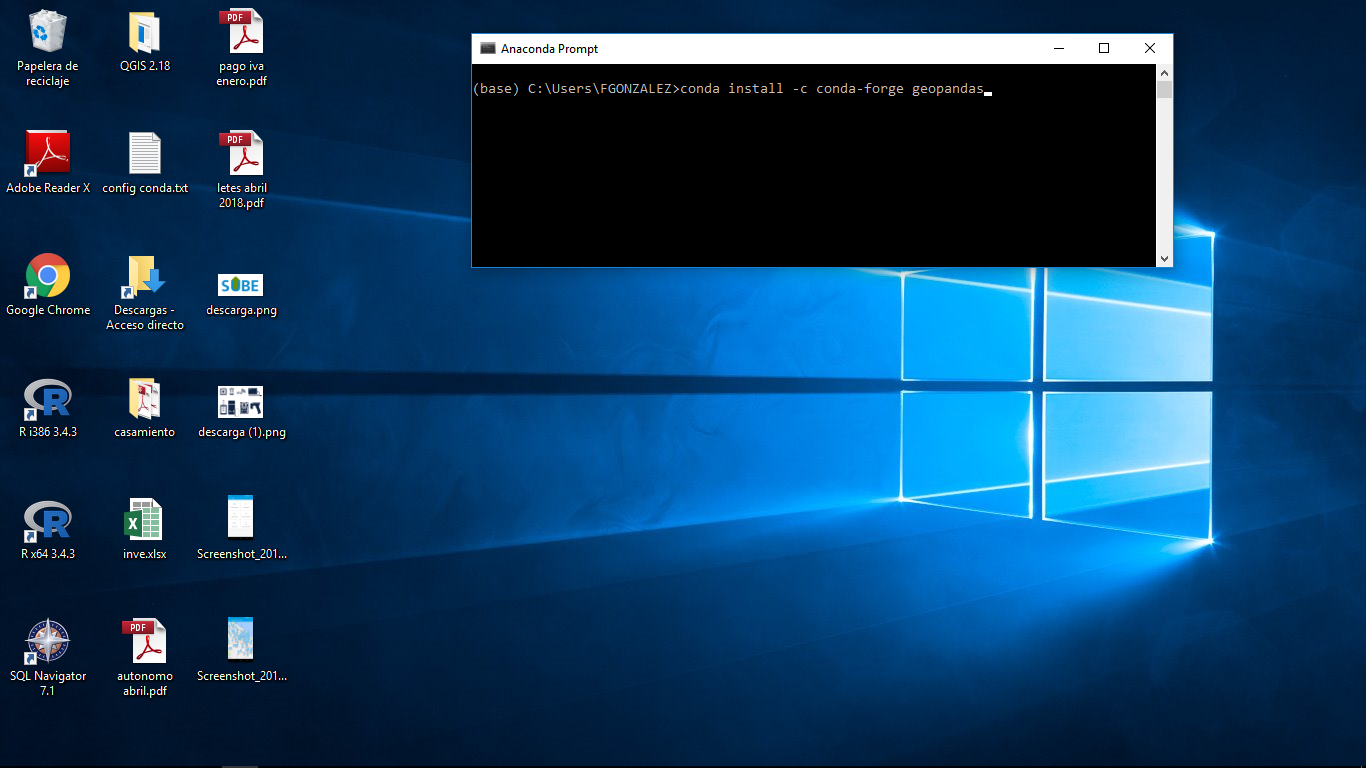 Anaconda Prompt
(base) C:\Users\FGONZALEZ>conda install -c conda-forge geopandas
Papelera de
reciclaje
QGIS 2.18
PDF
pago iva
enero.pdf
Adobe Reader X
config conda.txt
PDF
letes abril
2018.pdf
Google Chrome
Descargas -
Acceso directo
SUBE
descarga.png
R
R i386 3.4.3
casamiento
descarga (1).png
R
R x64 3.4.3
X
inve.xlsx
Screenshot_201...
SQL Navigator
7.1
PDF
autonomo
abril.pdf
Screenshot_201...